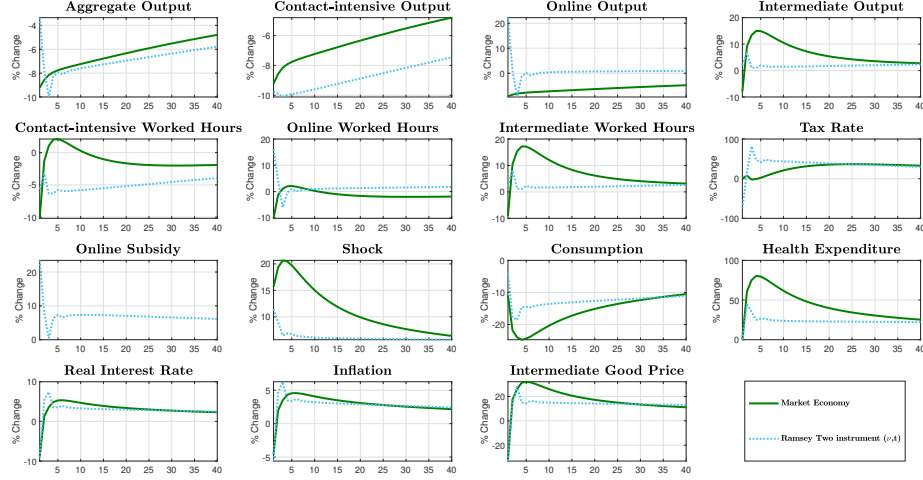 Aggregate Output
Contact-intensive Output
Online Output
Intermediate Output
% Change
-4
-6
-8
-10
5 10 15 20 25 30 35 40
% Change
-6
-8
-10
5 10 15 20 25 30 35 40
% Change
20
10
0
5 10 15 20 25 30 35 40
% Change
20
10
0
-10
5 10 15 20 25 30 35 40
Contact-intensive Worked Hours
Online Worked Hours
Intermediate Worked Hours
Tax Rate
% Change
0
-5
-10
5 10 15 20 25 30 35 40
% Change
20
10
0
-10
5 10 15 20 25 30 35 40
% Change
20
10
0
-10
5 10 15 20 25 30 35 40
% Change
100
0
-100
5 10 15 20 25 30 35 40
Online Subsidy
Shock
Consumption
Health Expenditure
% Change
20
10
0
5 10 15 20 25 30 35 40
% Change
20
15
10
5 10 15 20 25 30 35 40
% Change
0
-10
-20
5 10 15 20 25 30 35 40
% Change
100
50
0
5 10 15 20 25 30 35 40
Real Interest Rate
Inflation
Intermediate Good Price
% Change
10
0
-10
5 10 15 20 25 30 35 40
% Change
5
0
-5
5 10 15 20 25 30 35 40
% Change
20
0
-20
5 10 15 20 25 30 35 40
Market Economy
Ramsey Two instrument (ν,t)